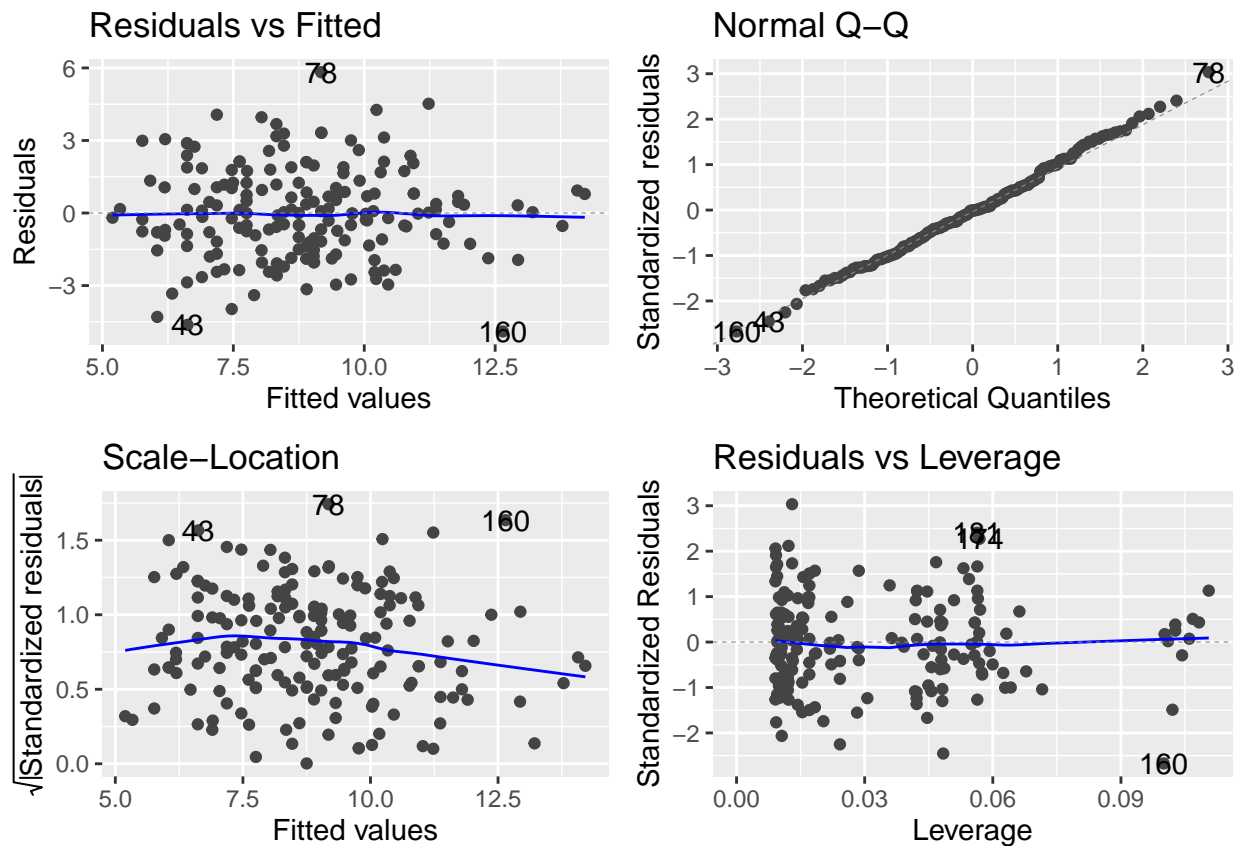 Residuals vs Fitted
Residuals
6
3
0
−3
78
43
160
5.0 7.5 10.0 12.5
Fitted values
Normal Q−Q
Standardized residuals
3
2
1
0
−1
−2
78
43
160
−3 −2 −1 0 1 2 3
Theoretical Quantiles
Scale−Location
√|Standardized residuals|
1.5
1.0
0.5
0.0
78
43
160
5.0 7.5 10.0 12.5
Fitted values
Residuals vs Leverage
Standardized Residuals
3
2
1
0
−1
−2
181
174
160
0.00 0.03 0.06 0.09
Leverage